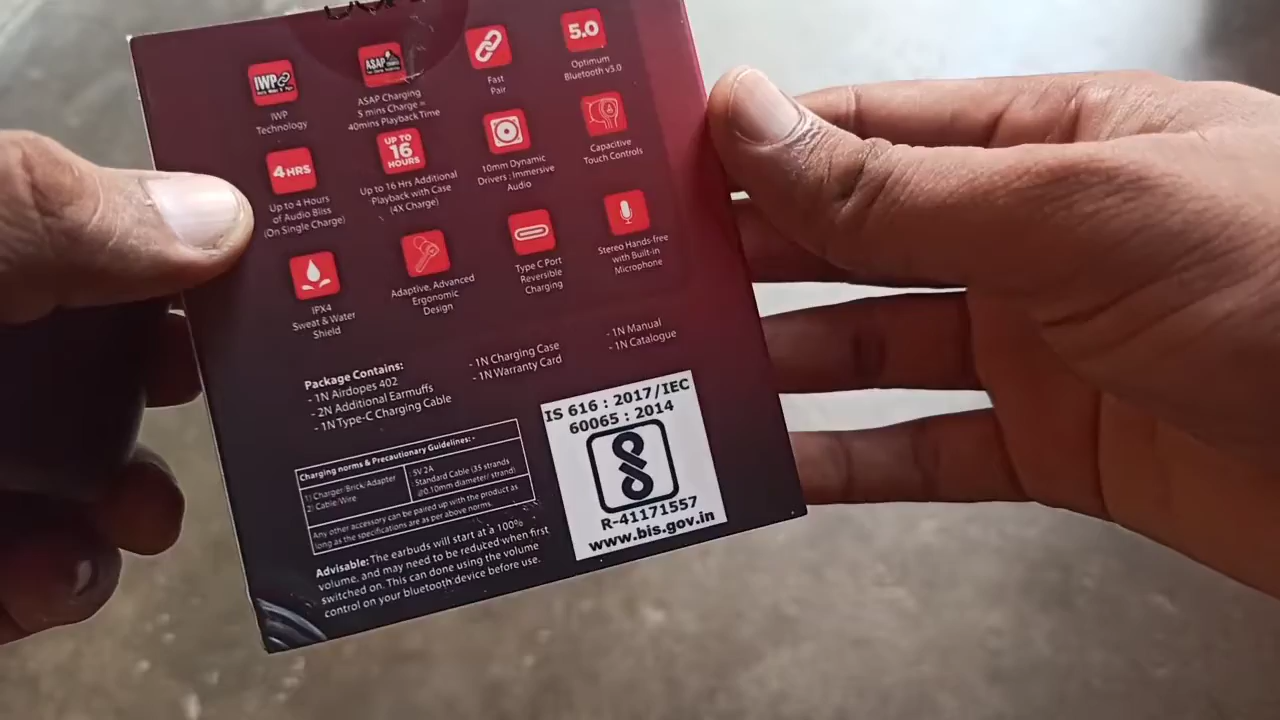 IWP
IWP
Technology
ASAP
ASAP Charging
5 mins Charge =
40mins Playback Time
Fast
Pair
5.0
Optimum
Bluetooth v5.0
4HRS
Up to 4 Hours
of Audio Bliss
(On Single Charge)
UP TO
16
HOURS
Up to 16 Hrs Additional
Playback with Case
(4X Charge)
10mm Dynamic
Drivers : Immersive
Audio
Capacitive
Touch Controls
IPX4
Sweat & Water
Shield
Adaptive, Advanced
Ergonomic
Design
Type C Port
Reversible
Charging
Stereo Hands-free
with Built-in
Microphone
Package Contains:
- 1N Airdopes 402
- 2N Additional Earmuffs
- 1N Type-C Charging Cable
- 1N Charging Case
- 1N Warranty Card
- 1N Manual
- 1N Catalogue
Charging norms & Precautionary Guidelines: -
1) Charger/Brick/Adapter
2) Cable/Wire
: 5V 2A
: Standard Cable (35 strands
@0.10mm diameter/ strand)
Any other accessory can be paired up with the product as
long as the specifications are as per above norms.
Advisable: The earbuds will start at a 100%
volume, and may need to be reduced when first
switched on. This can done using the volume
control on your bluetooth device before use.
IS 616 : 2017/IEC
60065 : 2014
R-41171557
www.bis.gov.in